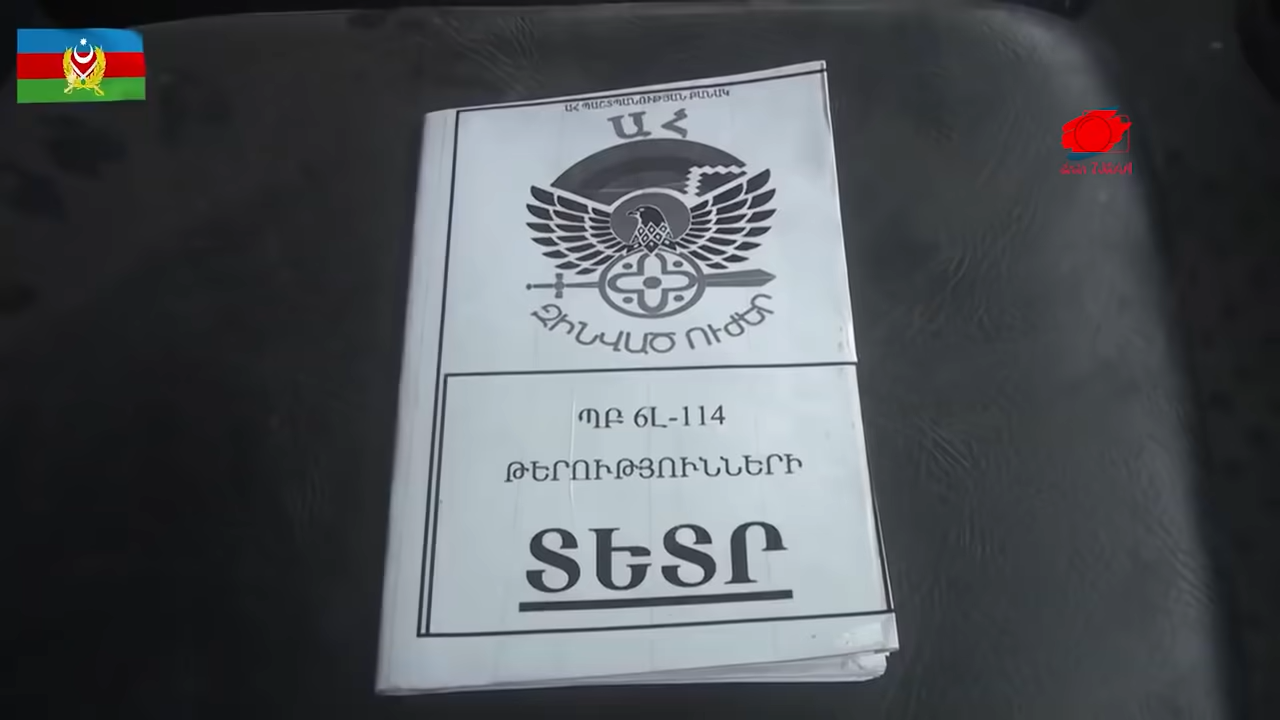 ԱՀ ՊԱՇՏՊԱՆՈՒԹՅԱՆ ԲԱՆԱԿ
ԱՀ
ԶԻՆՎԱԾ ՈՒԺԵՐ
ՊԲ 6Լ-114
ԹԵՐՈՒԹՅՈՒՆՆԵՐԻ
ՏԵՏՐ